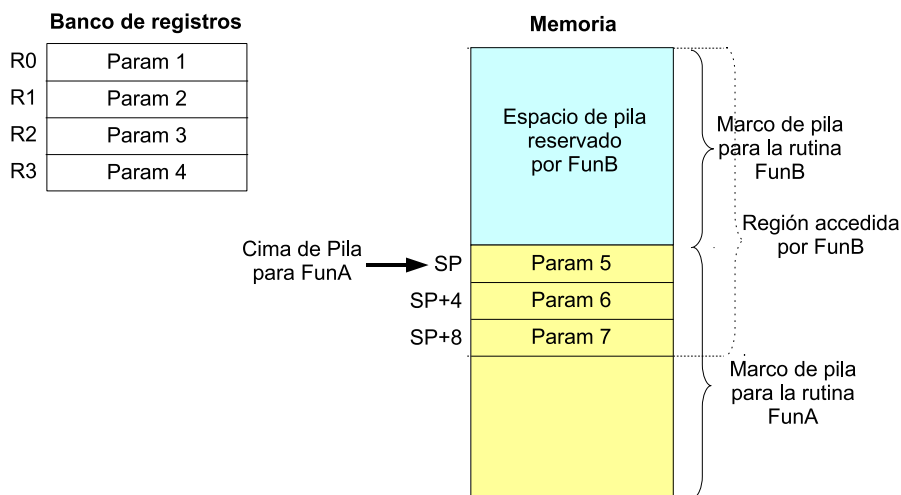 Banco de registros
R0 Param 1
R1 Param 2
R2 Param 3
R3 Param 4
Memoria
Espacio de pila
reservado
por FunB
Marco de pila
para la rutina
FunB
Región accedida
por FunB
Cima de Pila
para FunA
SP Param 5
SP+4 Param 6
SP+8 Param 7
Marco de pila
para la rutina
FunA